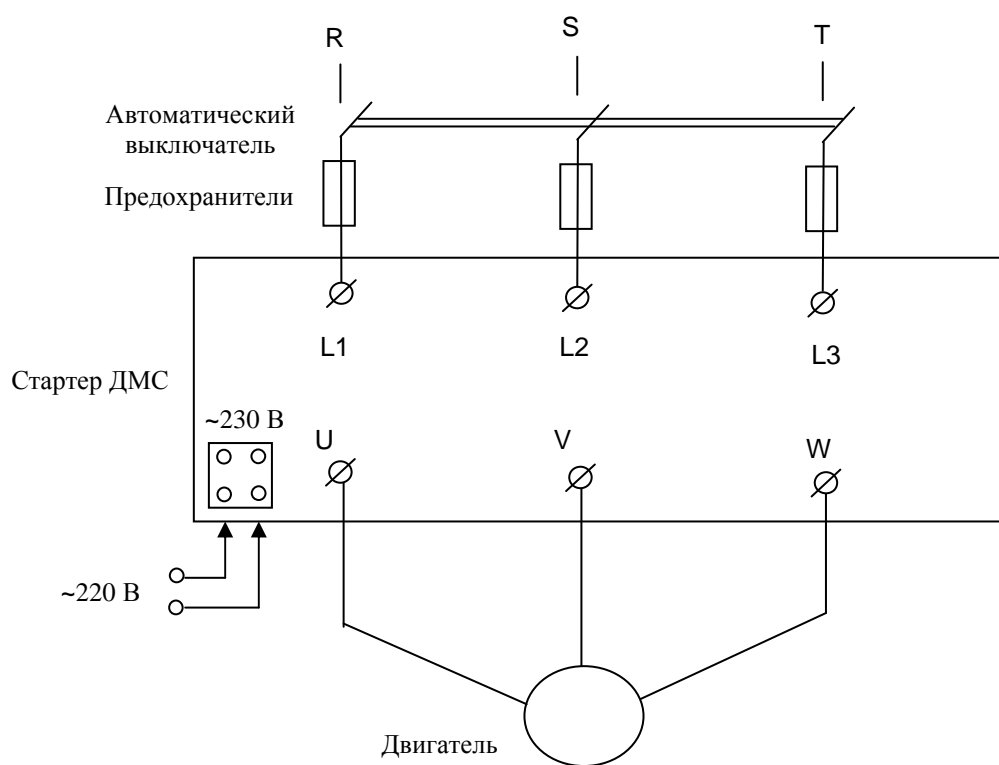 R
S
T
Автоматический
выключатель
Предохранители
L1
L2
L3
Стартер ДМС
~230 В
U
V
W
~220 В
Двигатель